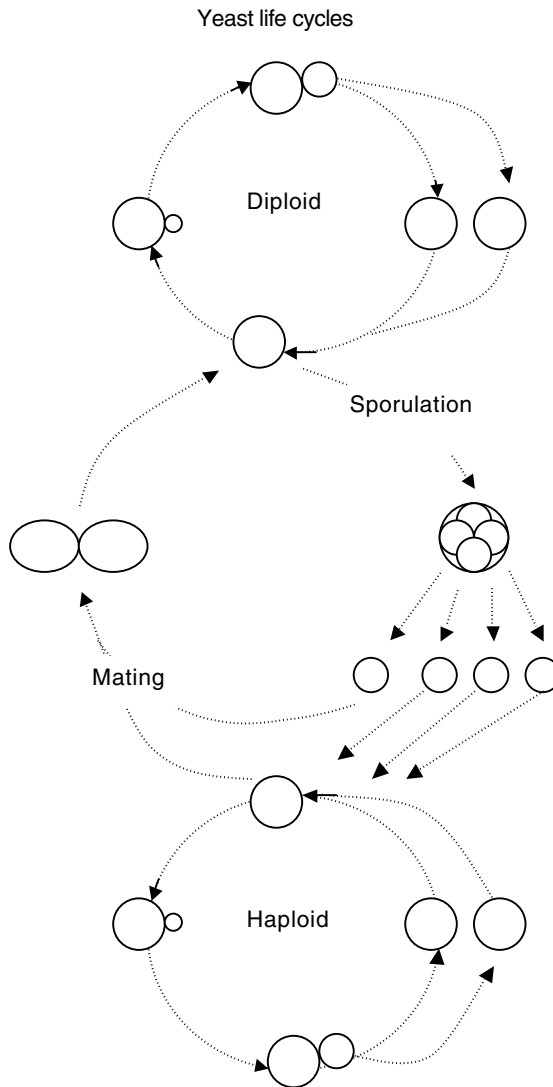 Yeast life cycles
Diploid
Sporulation
Mating
Haploid